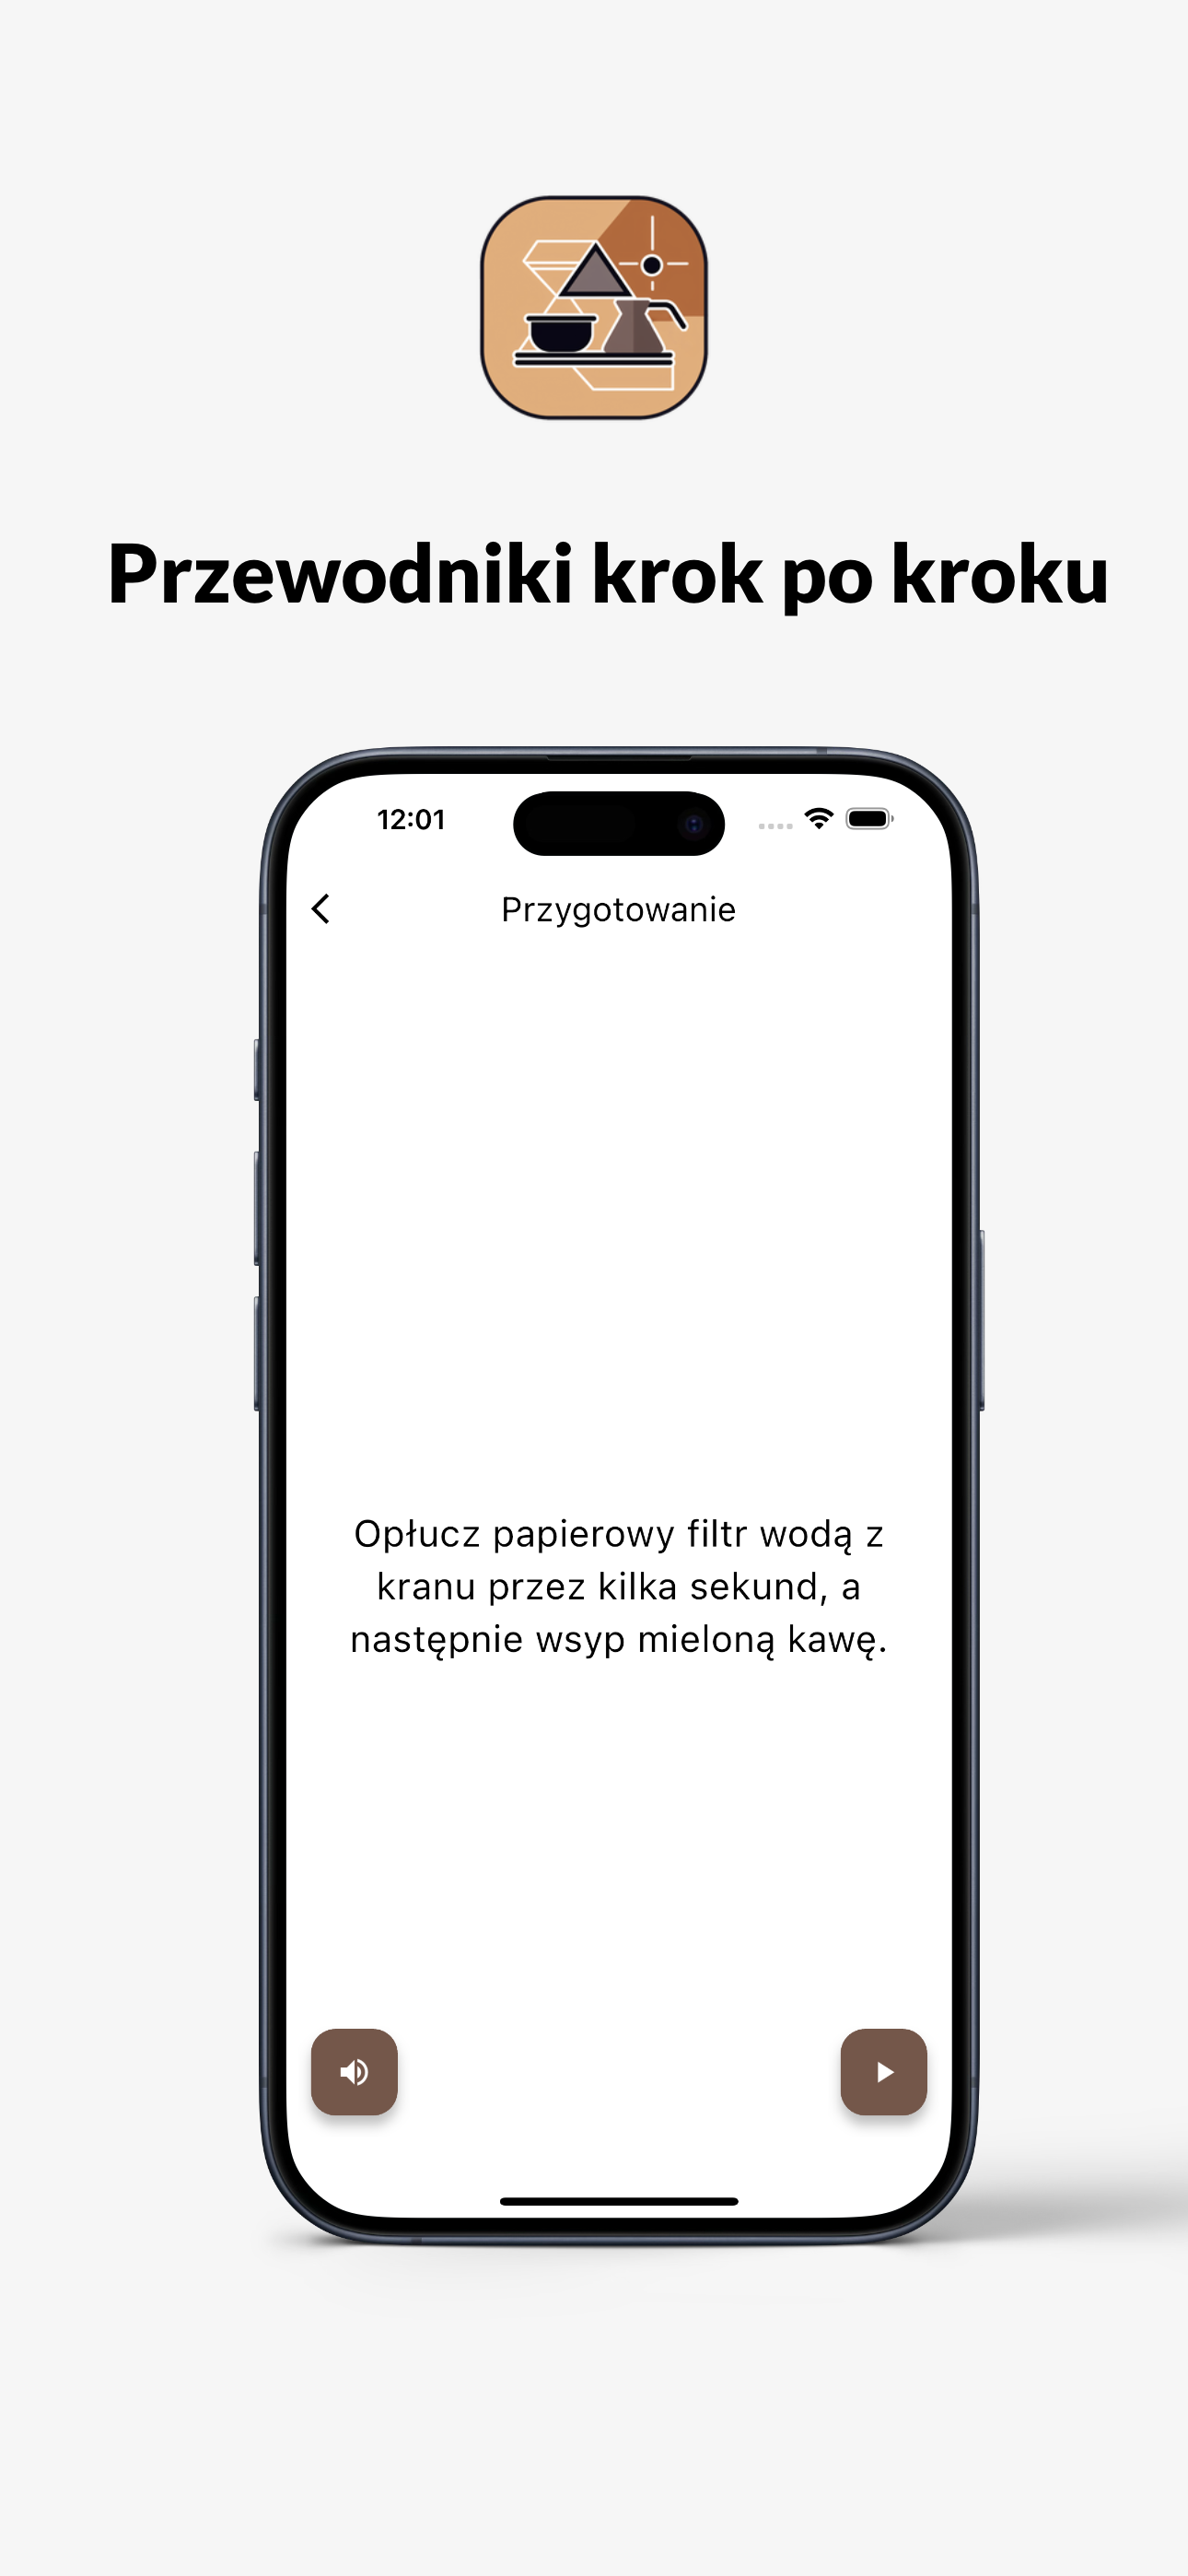 Przewodniki krok po kroku
12:01
Przygotowanie
Opłucz papierowy filtr wodą z
kranu przez kilka sekund, a
następnie wsyp mieloną kawę.